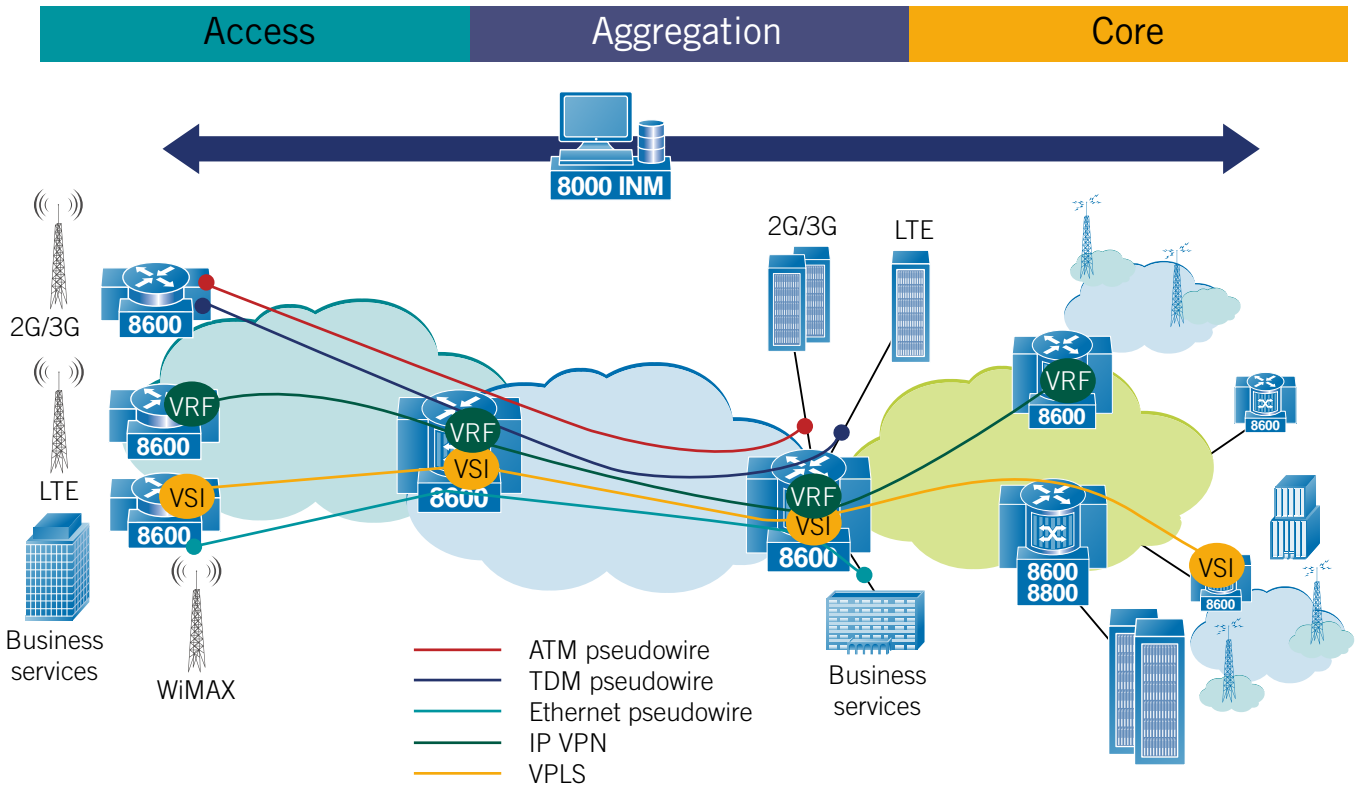 Access
Aggregation
Core
8000 INM
2G/3G
LTE
2G/3G
8600
VRF
8600
VRF
8600
VRF
8600
8600
LTE
VSI
8600
VSI
8600
VRF
VSI
8600
8600
8800
VSI
8600
Business
services
WiMAX
Business
services
ATM pseudowire
TDM pseudowire
Ethernet pseudowire
IP VPN
VPLS